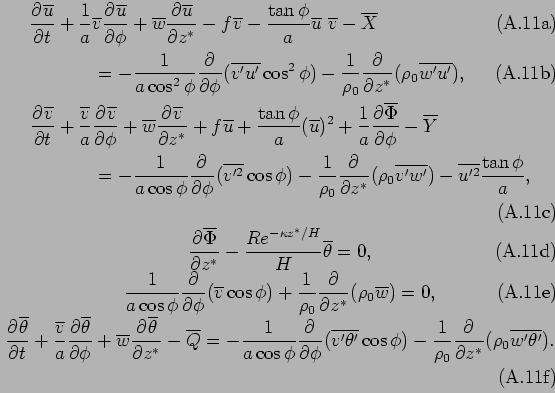 $\frac{\partial \overline{u}}{\partial t} + \frac{1}{a}\overline{v}\frac{\partial \overline{u}}{\partial \phi} + \overline{w}\frac{\partial \overline{u}}{\partial z^*} - f\overline{v} - \frac{\tan\phi}{a}\overline{u}\ \overline{v} - \overline{X}$ (A.11a)
$= -\frac{1}{a\cos^2\phi}\frac{\partial}{\partial \phi}(\overline{v'u'}\cos^2\phi) - \frac{1}{\rho_0}\frac{\partial}{\partial z^*}(\rho_0\overline{w'u'}),$ (A.11b)
$\frac{\partial \overline{v}}{\partial t} + \frac{\overline{v}}{a}\frac{\partial \overline{v}}{\partial \phi} + \overline{w}\frac{\partial \overline{v}}{\partial z^*} + f\overline{u} + \frac{\tan\phi}{a}(\overline{u})^2 + \frac{1}{a}\frac{\partial \overline{\Phi}}{\partial \phi} - \overline{Y}$
$= -\frac{1}{a\cos\phi}\frac{\partial}{\partial \phi}(\overline{v'^2}\cos\phi) - \frac{1}{\rho_0}\frac{\partial}{\partial z^*}(\rho_0\overline{v'w'}) - \overline{u'^2}\frac{\tan\phi}{a},$
(A.11c)
$\frac{\partial \overline{\Phi}}{\partial z^*} - \frac{Re^{-\kappa z^*/H}}{H}\overline{\theta} = 0,$ (A.11d)
$\frac{1}{a\cos\phi}\frac{\partial}{\partial \phi}(\overline{v}\cos\phi) + \frac{1}{\rho_0}\frac{\partial}{\partial z^*}(\rho_0\overline{w}) = 0,$ (A.11e)
$\frac{\partial \overline{\theta}}{\partial t} + \frac{\overline{v}}{a}\frac{\partial \overline{\theta}}{\partial \phi} + \overline{w}\frac{\partial \overline{\theta}}{\partial z^*} - \overline{Q} = -\frac{1}{a\cos\phi}\frac{\partial}{\partial \phi}(\overline{v'\theta'}\cos\phi) - \frac{1}{\rho_0}\frac{\partial}{\partial z^*}(\rho_0\overline{w'\theta'}).$
(A.11f)